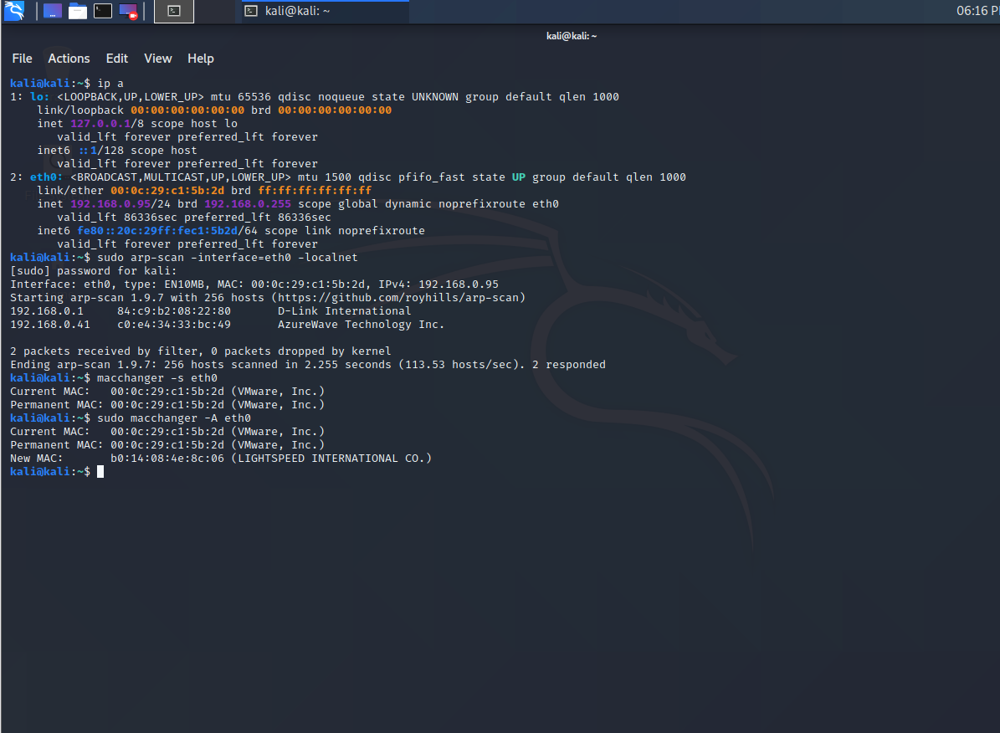 kali@kali: ~
06:16 P
kali@kali: ~
File Actions Edit View Help
kali@kali:~$ ip a
1: lo: <LOOPBACK,UP,LOWER_UP> mtu 65536 qdisc noqueue state UNKNOWN group default qlen 1000
    link/loopback 00:00:00:00:00:00 brd 00:00:00:00:00:00
    inet 127.0.0.1/8 scope host lo
       valid_lft forever preferred_lft forever
    inet6 ::1/128 scope host
       valid_lft forever preferred_lft forever
2: eth0: <BROADCAST,MULTICAST,UP,LOWER_UP> mtu 1500 qdisc pfifo_fast state UP group default qlen 1000
    link/ether 00:0c:29:c1:5b:2d brd ff:ff:ff:ff:ff:ff
    inet 192.168.0.95/24 brd 192.168.0.255 scope global dynamic noprefixroute eth0
       valid_lft 86336sec preferred_lft 86336sec
    inet6 fe80::20c:29ff:fec1:5b2d/64 scope link noprefixroute
       valid_lft forever preferred_lft forever
kali@kali:~$ sudo arp-scan -interface=eth0 -localnet
[sudo] password for kali:
Interface: eth0, type: EN10MB, MAC: 00:0c:29:c1:5b:2d, IPv4: 192.168.0.95
Starting arp-scan 1.9.7 with 256 hosts (https://github.com/royhills/arp-scan)
192.168.0.1     84:c9:b2:08:22:80       D-Link International
192.168.0.41    c0:e4:34:33:bc:49       AzureWave Technology Inc.

2 packets received by filter, 0 packets dropped by kernel
Ending arp-scan 1.9.7: 256 hosts scanned in 2.255 seconds (113.53 hosts/sec). 2 responded
kali@kali:~$ macchanger -s eth0
Current MAC:   00:0c:29:c1:5b:2d (VMware, Inc.)
Permanent MAC: 00:0c:29:c1:5b:2d (VMware, Inc.)
kali@kali:~$ sudo macchanger -A eth0
Current MAC:   00:0c:29:c1:5b:2d (VMware, Inc.)
Permanent MAC: 00:0c:29:c1:5b:2d (VMware, Inc.)
New MAC:       b0:14:08:4e:8c:06 (LIGHTSPEED INTERNATIONAL CO.)
kali@kali:~$